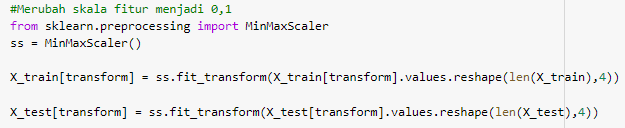 #Merubah skala fitur menjadi 0,1
from sklearn.preprocessing import MinMaxScaler
ss = MinMaxScaler()
X_train[transform] = ss.fit_transform(X_train[transform].values.reshape(len(X_train),4))
X_test[transform] = ss.fit_transform(X_test[transform].values.reshape(len(X_test),4))